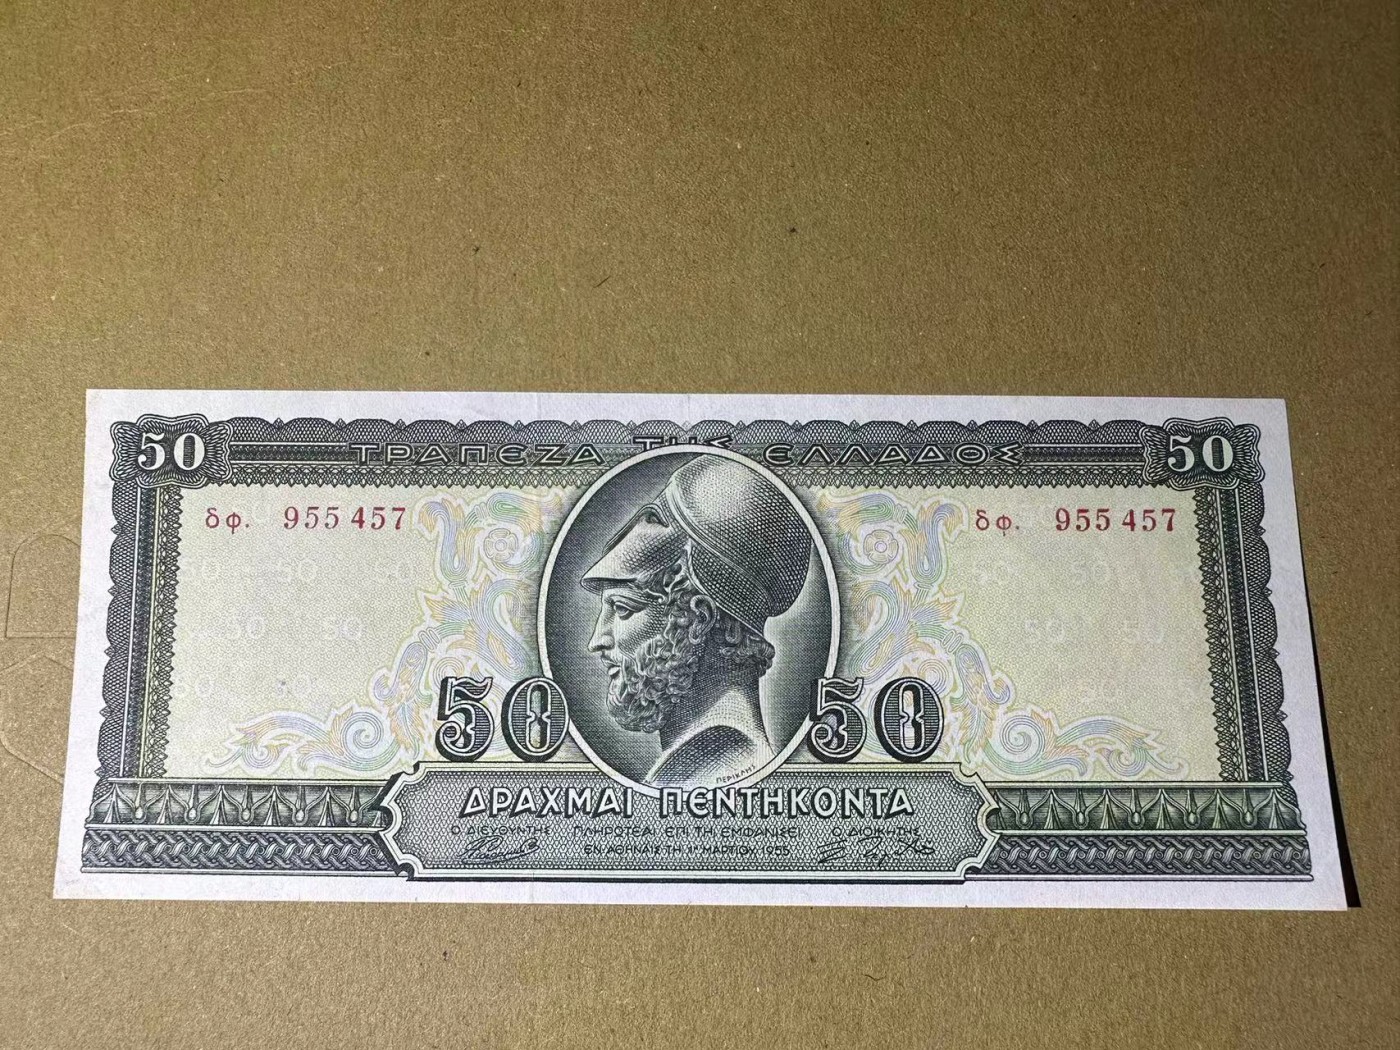 50 ΤΡΑΠΕΖΑ ΤΗΣ ΕΛΛΑΔΟΣ 50
δφ. 955 457 δφ. 955 457
50 50
ΠΕΡΙΚΛΗΣ
ΔΡΑΧΜΑΙ ΠΕΝΤΗΚΟΝΤΑ
Ο ΔΙΕΥΘΥΝΤΗΣ ΠΛΗΡΩΤΕΑΙ ΕΠΙ ΤΗ ΕΜΦΑΝΙΣΕΙ Ο ΔΙΟΙΚΗΤΗΣ
ΕΝ ΑΘΗΝΑΙΣ ΤΗ 1ῃ ΜΑΡΤΙΟΥ 1955